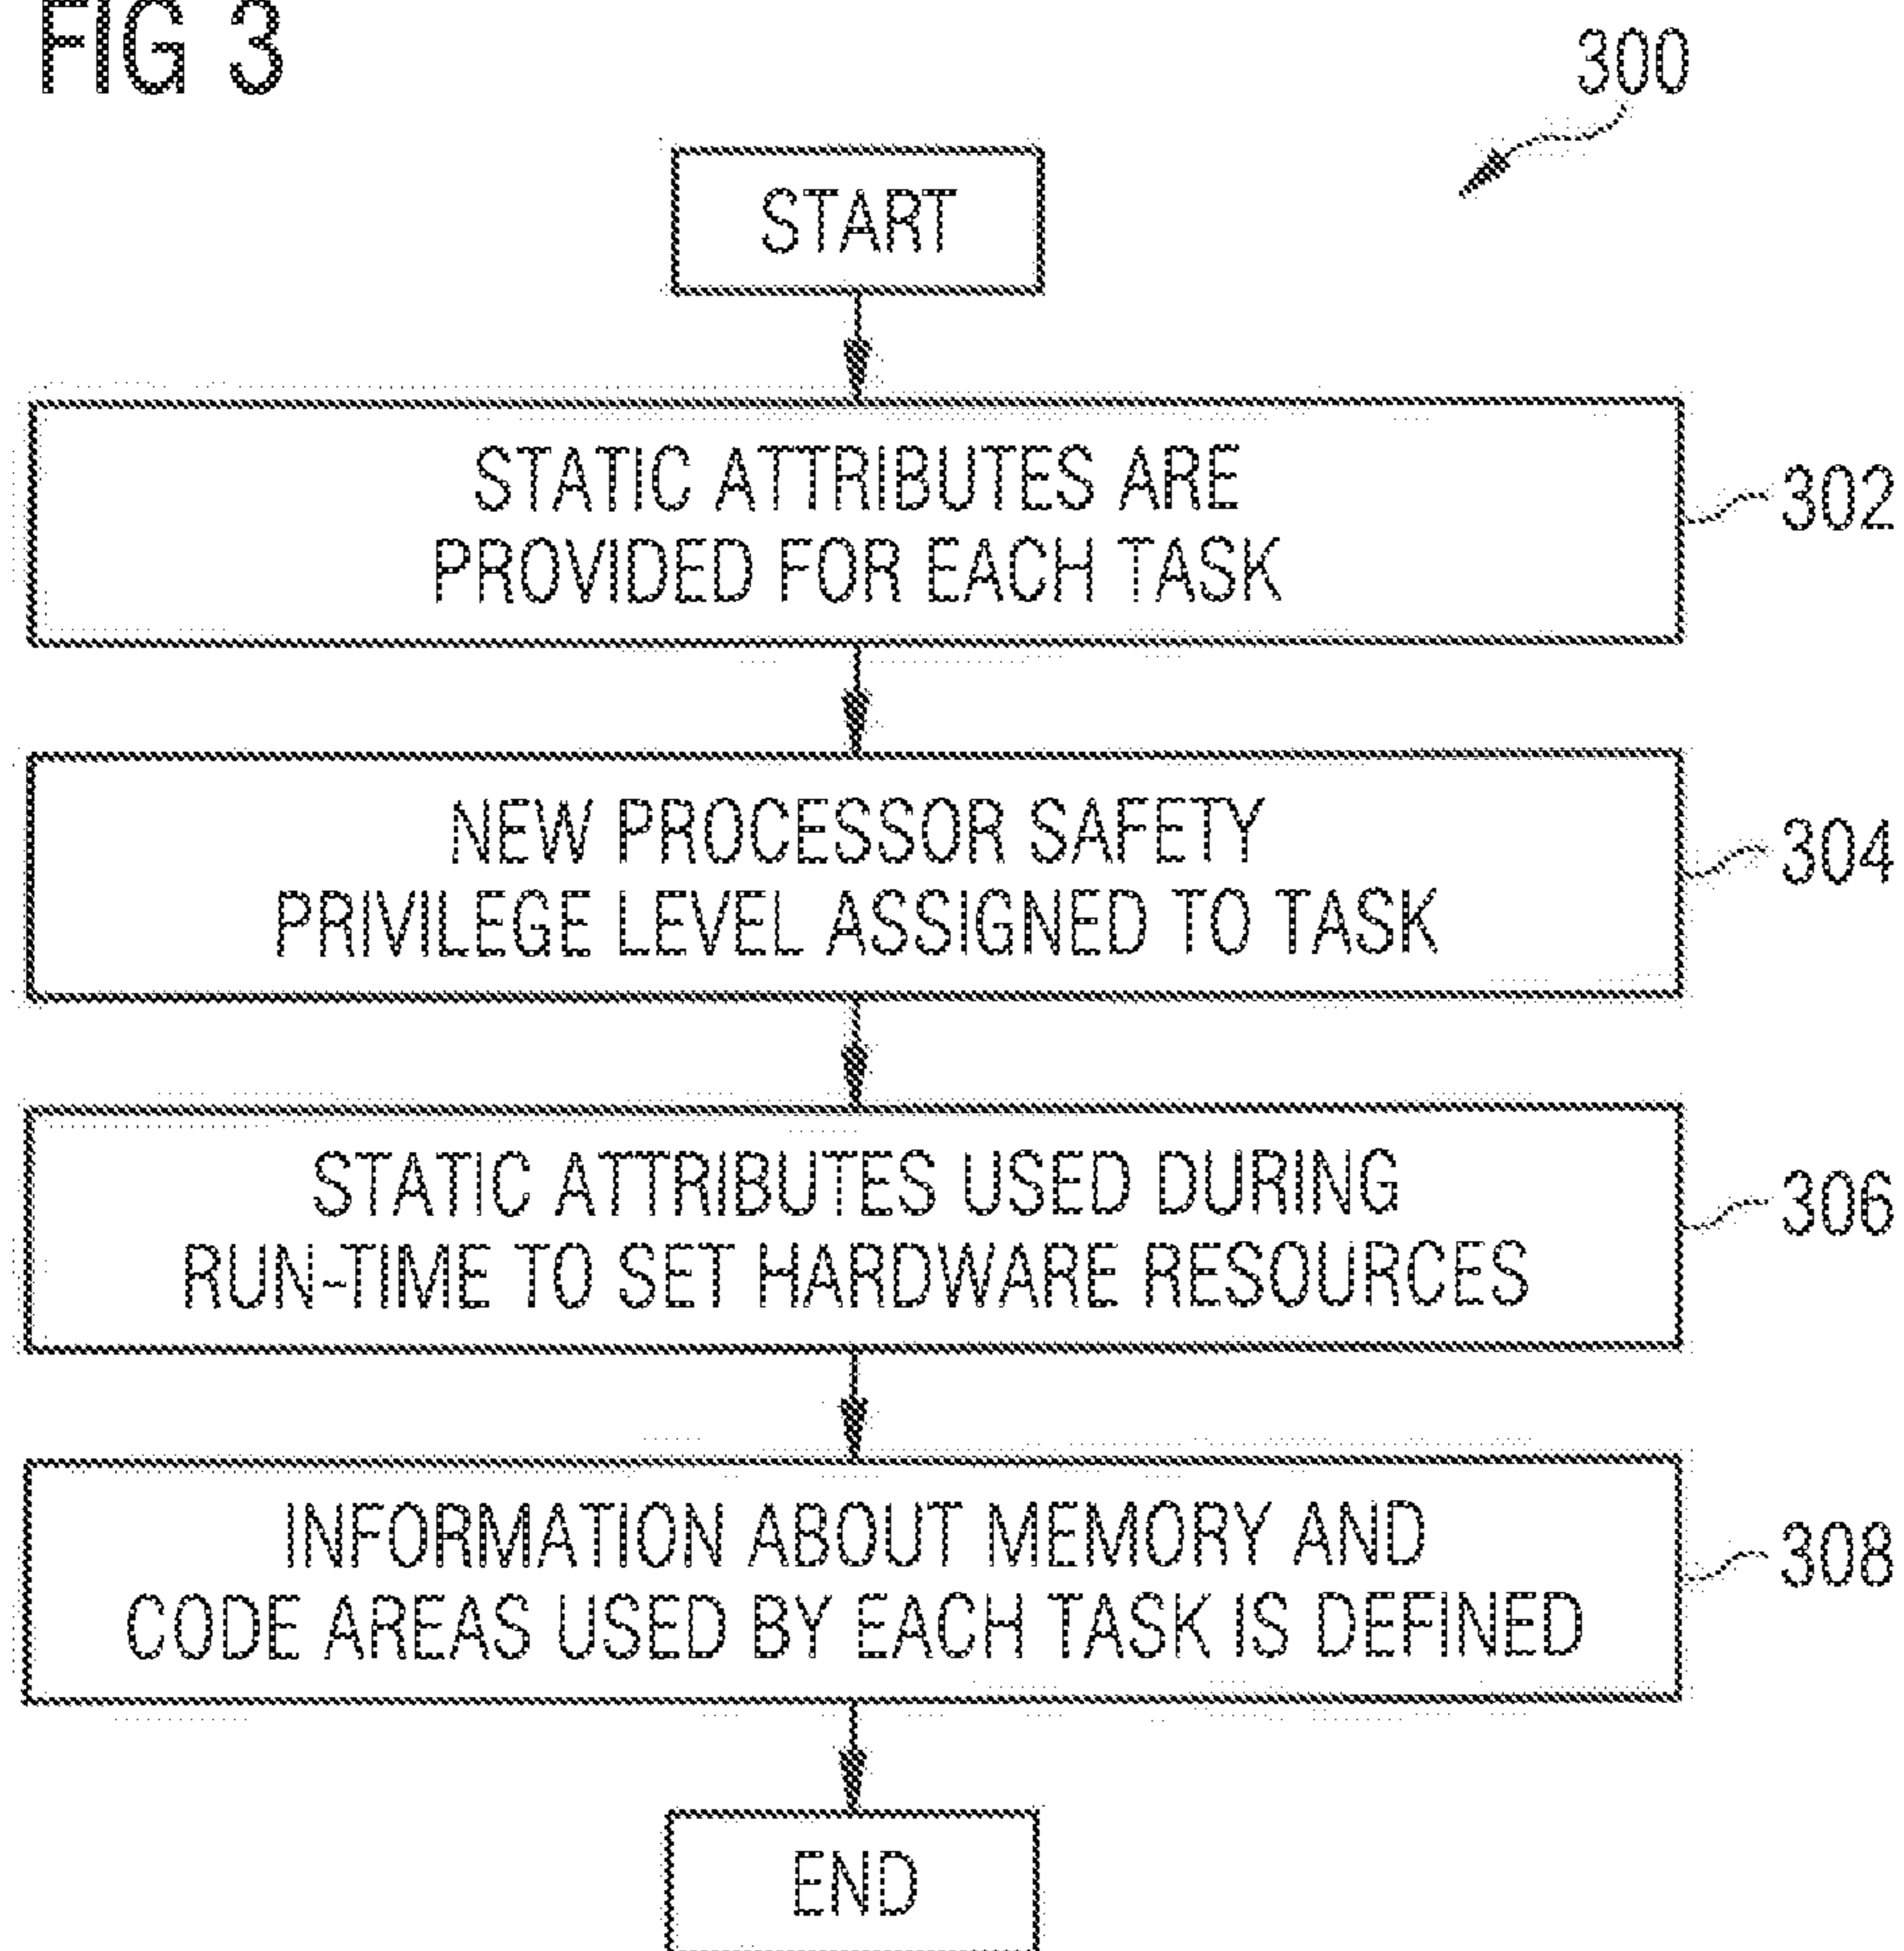 FIG 3
300
START
STATIC ATTRIBUTES ARE
PROVIDED FOR EACH TASK
302
NEW PROCESSOR SAFETY
PRIVILEGE LEVEL ASSIGNED TO TASK
304
STATIC ATTRIBUTES USED DURING
RUN-TIME TO SET HARDWARE RESOURCES
306
INFORMATION ABOUT MEMORY AND
CODE AREAS USED BY EACH TASK IS DEFINED
308
END